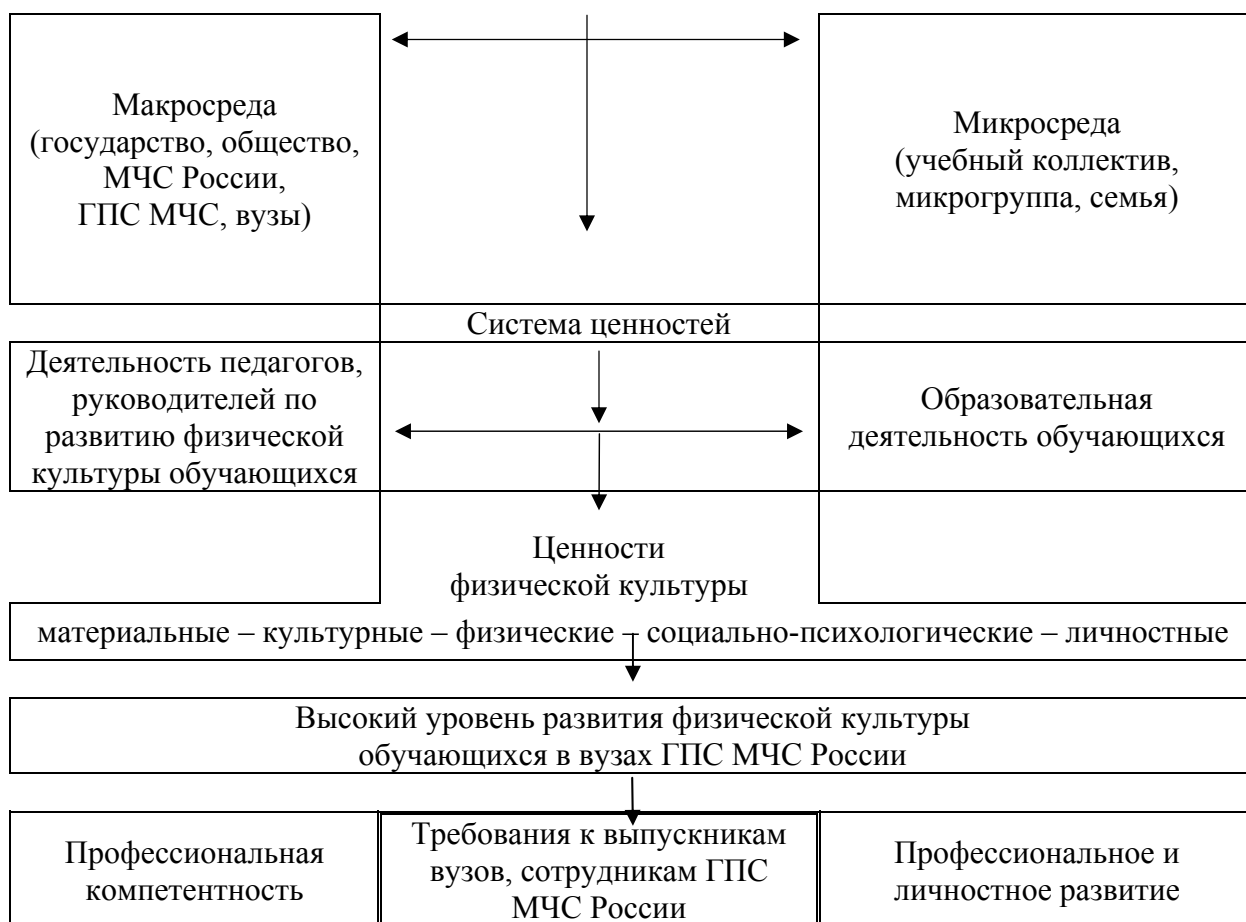 Макросреда
(государство, общество,
МЧС России,
ГПС МЧС, вузы)
Микросреда
(учебный коллектив,
микрогруппа, семья)
Система ценностей
Деятельность педагогов,
руководителей по
развитию физической
культуры обучающихся
Образовательная
деятельность обучающихся
Ценности
физической культуры
материальные – культурные – физические – социально-психологические – личностные
Высокий уровень развития физической культуры
обучающихся в вузах ГПС МЧС России
Профессиональная
компетентность
Требования к выпускникам
вузов, сотрудникам ГПС
МЧС России
Профессиональное и
личностное развитие